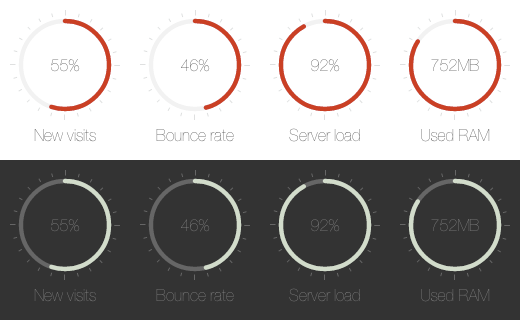 55% 46% 92% 752MB
New visits Bounce rate Server load Used RAM
55% 46% 92% 752MB
New visits Bounce rate Server load Used RAM